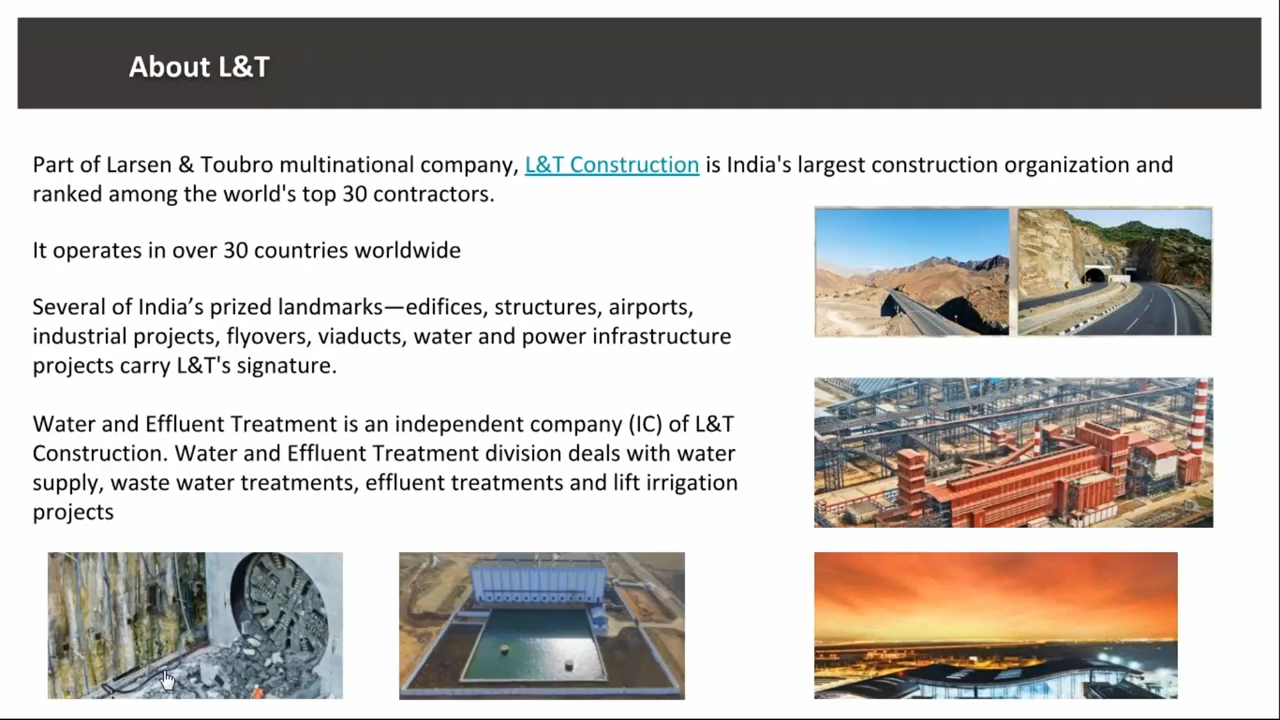 About L&T
Part of Larsen & Toubro multinational company, L&T Construction is India's largest construction organization and
ranked among the world's top 30 contractors.
It operates in over 30 countries worldwide
Several of India’s prized landmarks—edifices, structures, airports,
industrial projects, flyovers, viaducts, water and power infrastructure
projects carry L&T's signature.
Water and Effluent Treatment is an independent company (IC) of L&T
Construction. Water and Effluent Treatment division deals with water
supply, waste water treatments, effluent treatments and lift irrigation
projects